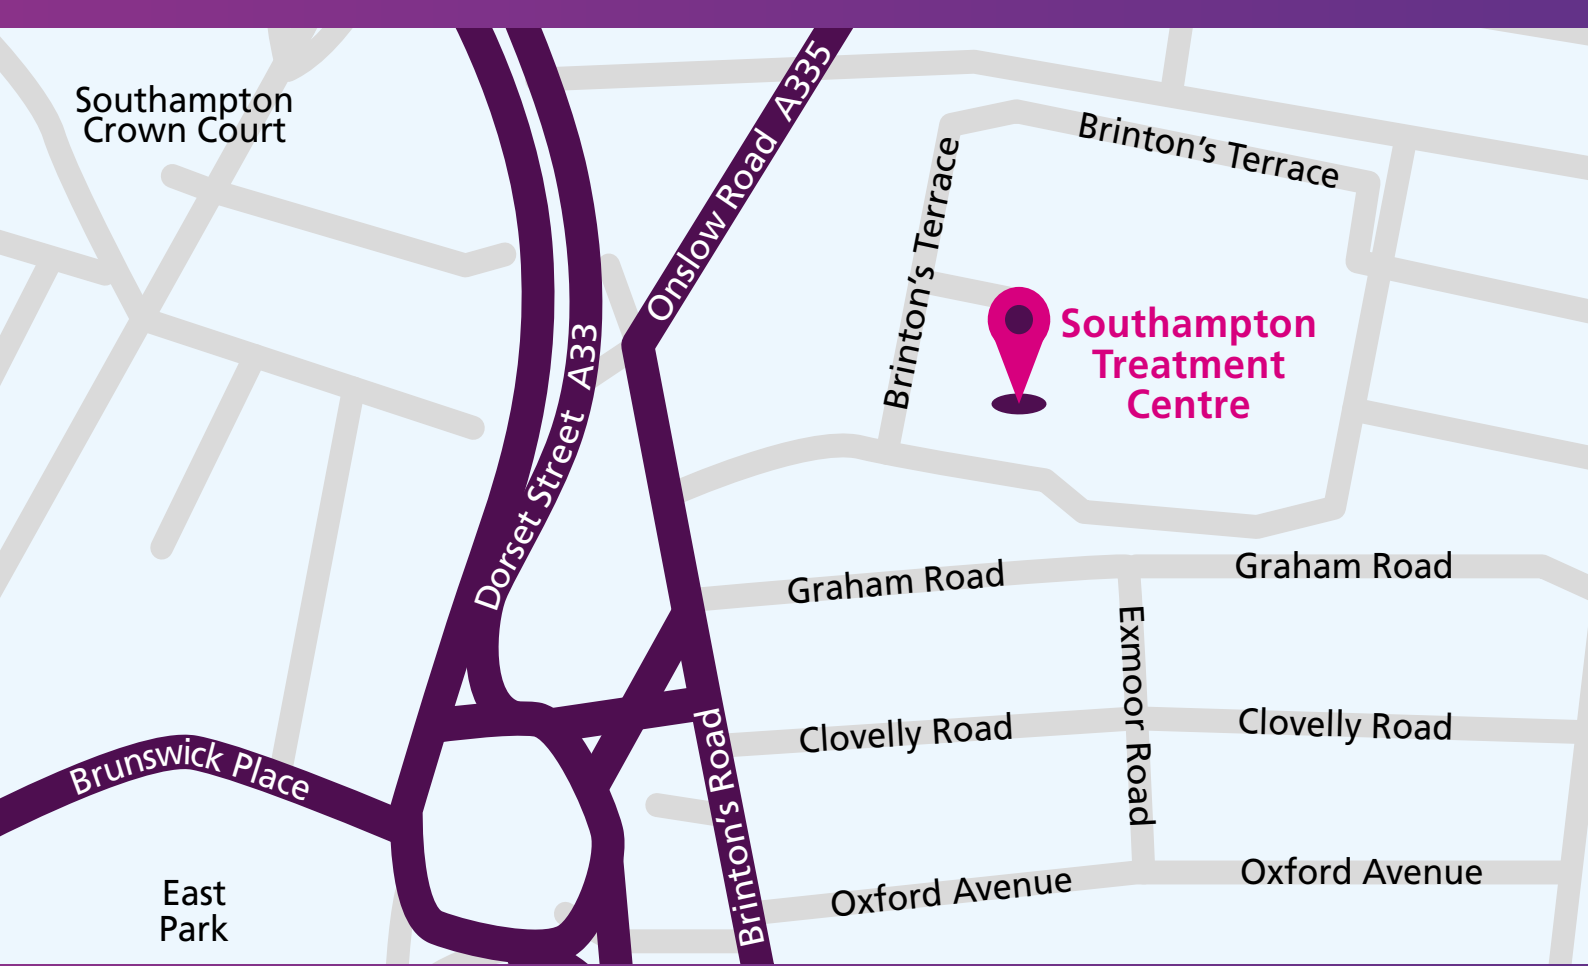 Southampton
Crown Court
Onslow Road A335
Brinton’s Terrace
Brinton’s Terrace
Southampton
Treatment
Centre
Dorset Street A33
Graham Road
Graham Road
Exmoor Road
Clovelly Road
Clovelly Road
Brunswick Place
Brinton’s Road
East
Park
Oxford Avenue
Oxford Avenue